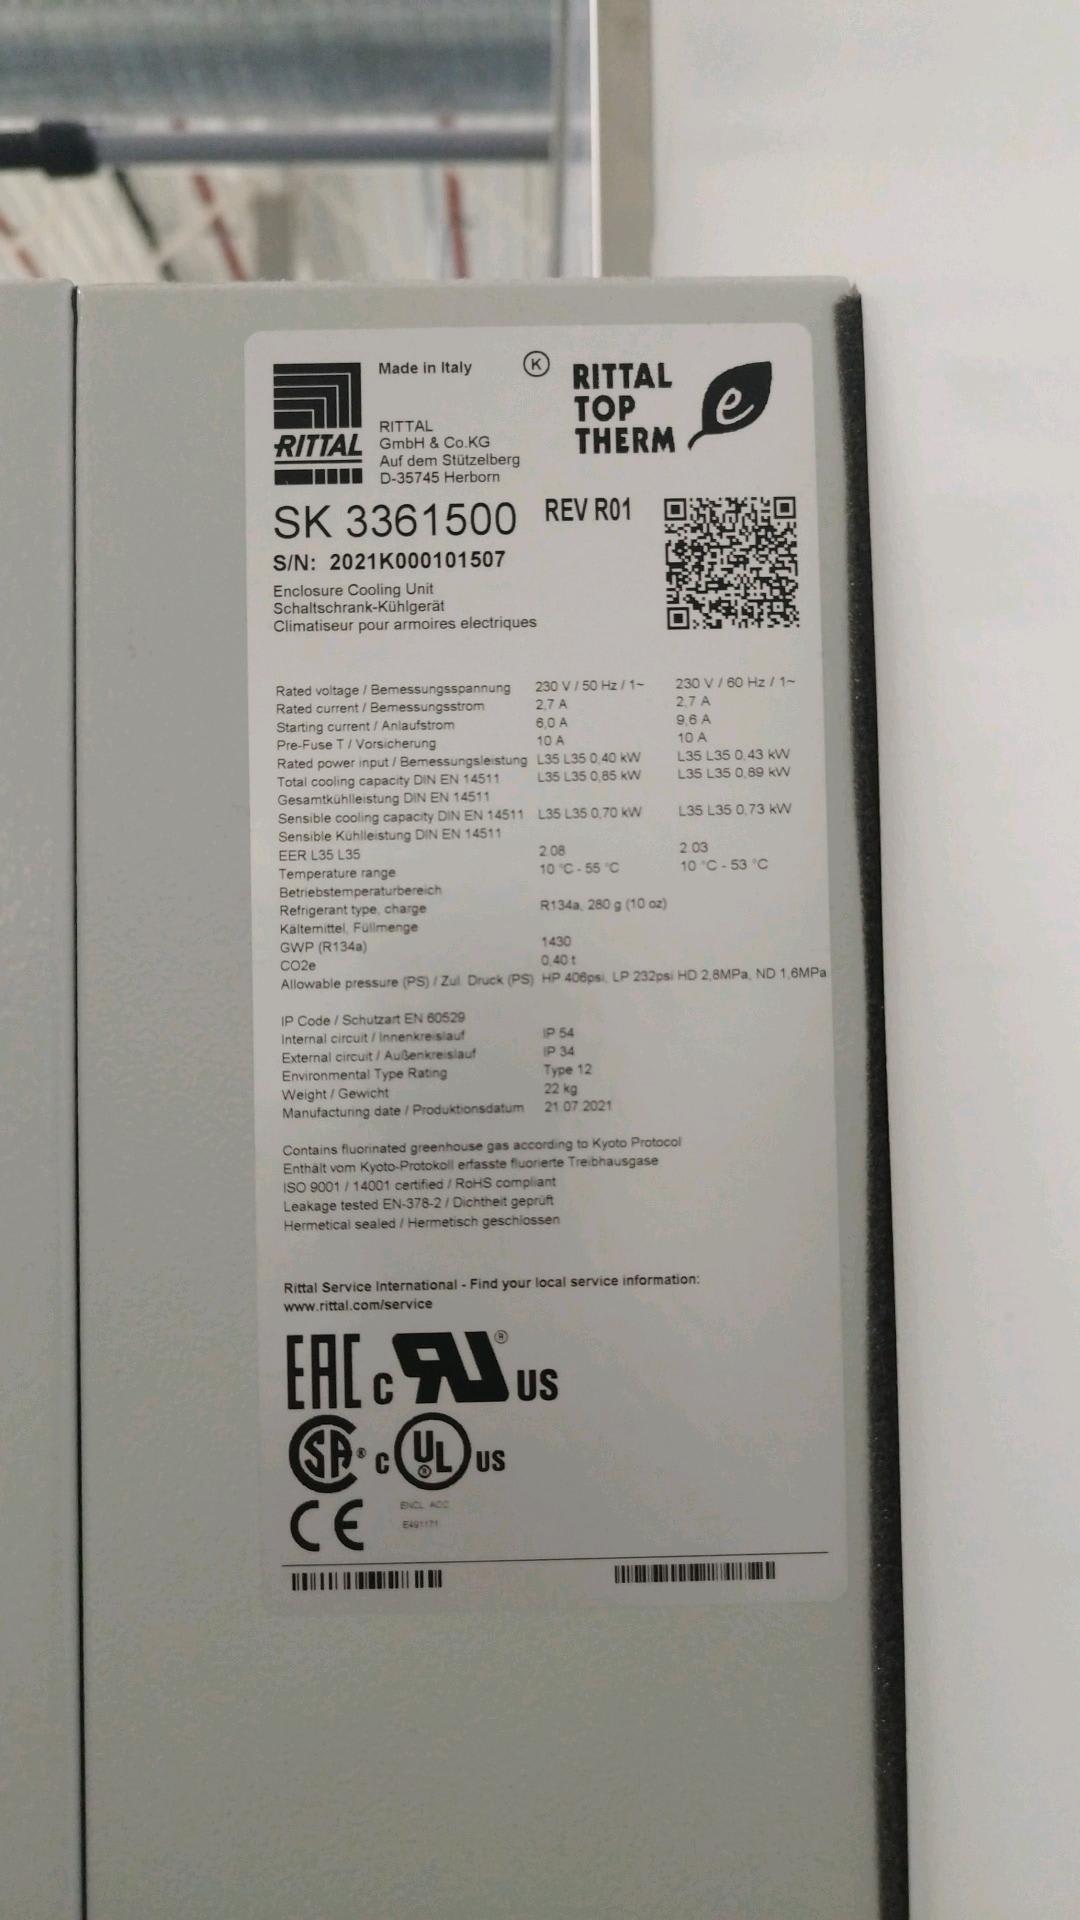 Made in Italy
K
RITTAL
TOP
THERM
e
RITTAL
RITTAL
GmbH & Co.KG
Auf dem Stützelberg
D-35745 Herborn
SK 3361500 REV R01
S/N: 2021K000101507
Enclosure Cooling Unit
Schaltschrank-Kühlgerät
Climatiseur pour armoires electriques
Rated voltage / Bemessungsspannung 230 V / 50 Hz / 1~ 230 V / 60 Hz / 1~
Rated current / Bemessungsstrom 2,7 A 2,7 A
Starting current / Anlaufstrom 6,0 A 9,6 A
Pre-Fuse T / Vorsicherung 10 A 10 A
Rated power input / Bemessungsleistung L35 L35 0,40 kW L35 L35 0,43 kW
Total cooling capacity DIN EN 14511 L35 L35 0,85 kW L35 L35 0,89 kW
Gesamtkühlleistung DIN EN 14511
Sensible cooling capacity DIN EN 14511 L35 L35 0,70 kW L35 L35 0,73 kW
Sensible Kühlleistung DIN EN 14511
EER L35 L35 2.08 2.03
Temperature range 10 °C - 55 °C 10 °C - 53 °C
Betriebstemperaturbereich
Refrigerant type, charge R134a, 280 g (10 oz)
Kältemittel, Füllmenge
GWP (R134a) 1430
CO2e 0,40 t
Allowable pressure (PS) / Zul. Druck (PS) HP 406psi, LP 232psi HD 2,8MPa, ND 1,6MPa
IP Code / Schutzart EN 60529
Internal circuit / Innenkreislauf IP 54
External circuit / Außenkreislauf IP 34
Environmental Type Rating Type 12
Weight / Gewicht 22 kg
Manufacturing date / Produktionsdatum 21.07.2021
Contains fluorinated greenhouse gas according to Kyoto Protocol
Enthält vom Kyoto-Protokoll erfasste fluorierte Treibhausgase
ISO 9001 / 14001 certified / RoHS compliant
Leakage tested EN-378-2 / Dichtheit geprüft
Hermetical sealed / Hermetisch geschlossen
Rittal Service International - Find your local service information:
www.rittal.com/service
EAC c RU® US
SA® c UL® US
CE ENCL. ACC
E491171